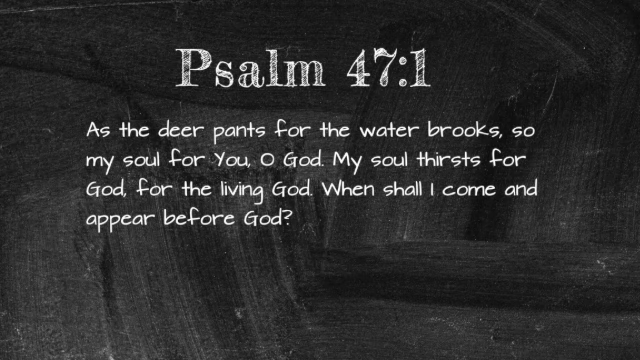 Psalm 47:1
As the deer pants for the water brooks, so
my soul for You, O God. My soul thirsts for
God, for the living God. When shall I come and
appear before God?